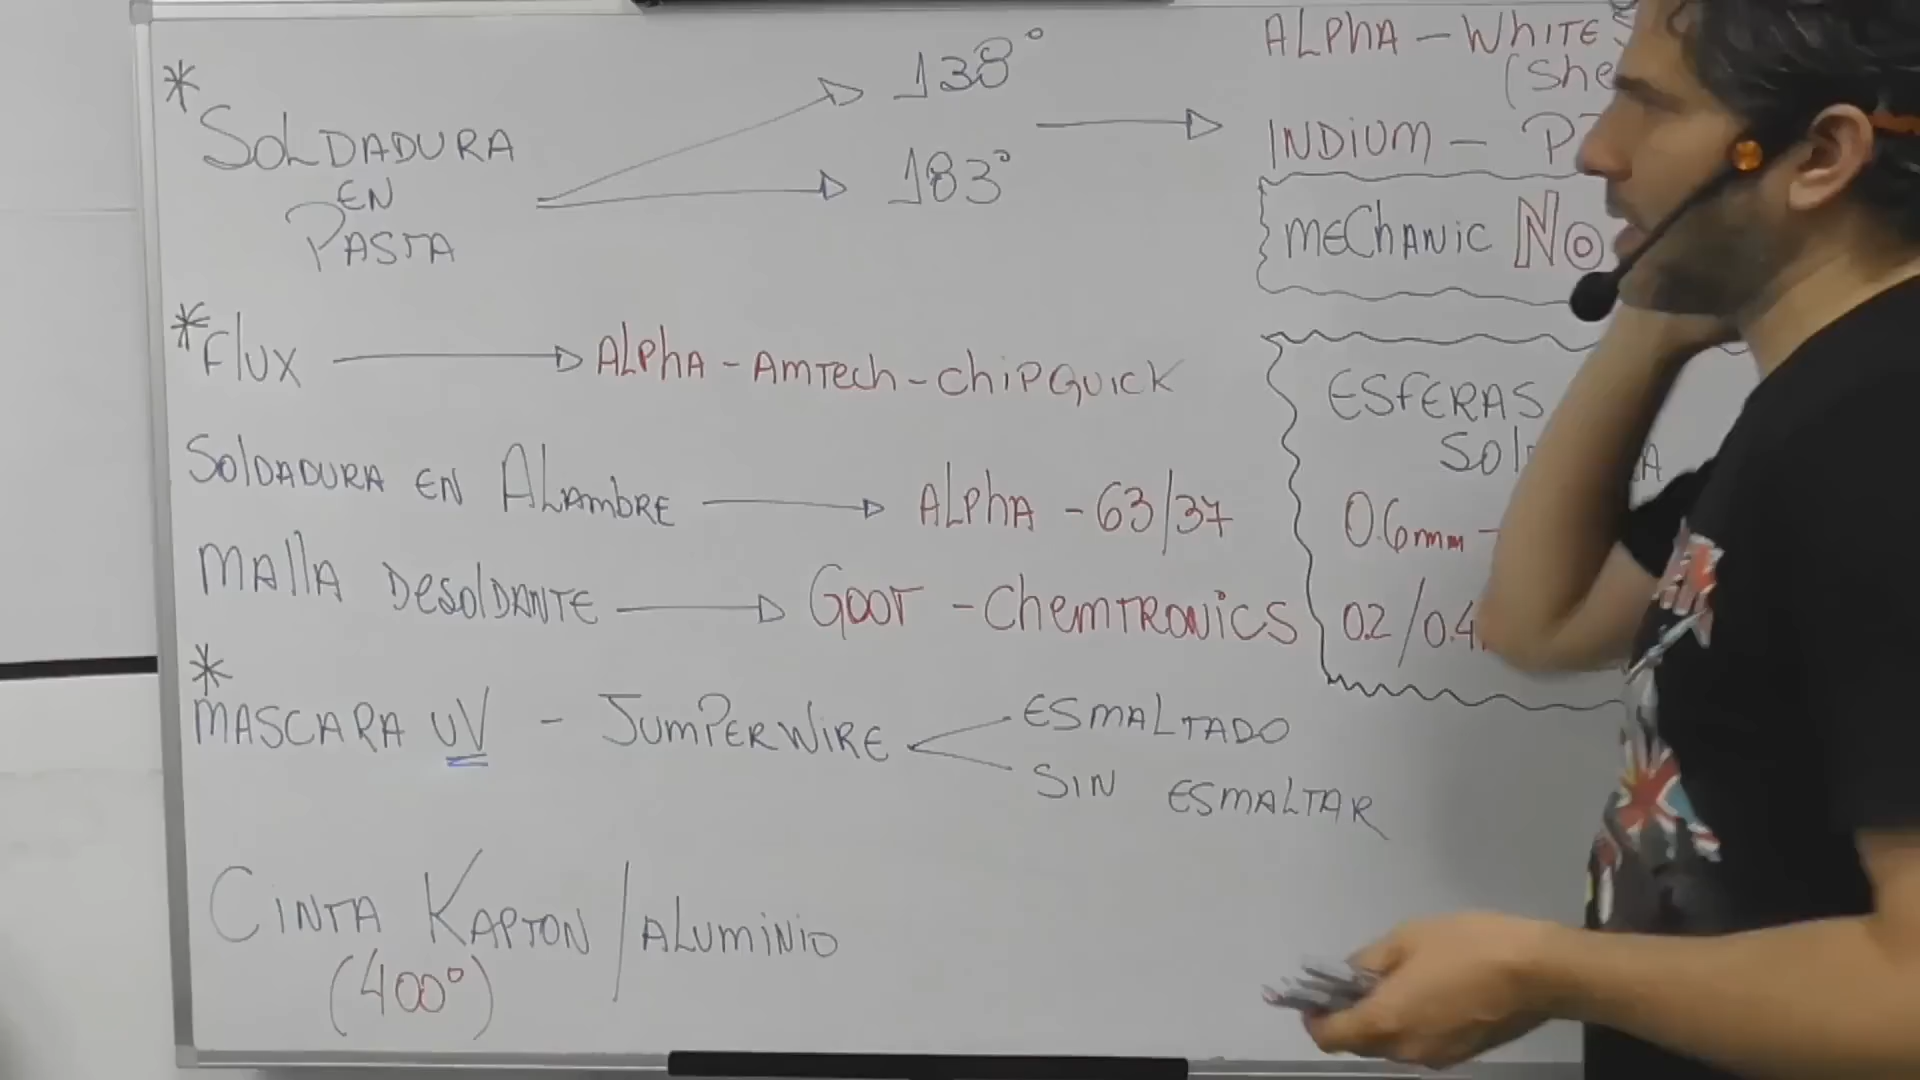 * SOLDADURA
EN
PASTA
138°
183°
ALPHA - WHITE
INDIUM -
MECHANIC NO
* Flux ALPHA - AMTECH - CHIPQUICK
SOLDADURA EN ALAMBRE ALPHA - 63/37
MALLA DESOLDANTE GOOT - CHEMTRONICS
ESFERAS
0.6mm -
0.2/0.4
* MASCARA UV - JUMPERWIRE ESMALTADO
SIN ESMALTAR
CINTA KAPTON / ALUMINIO
(400°)